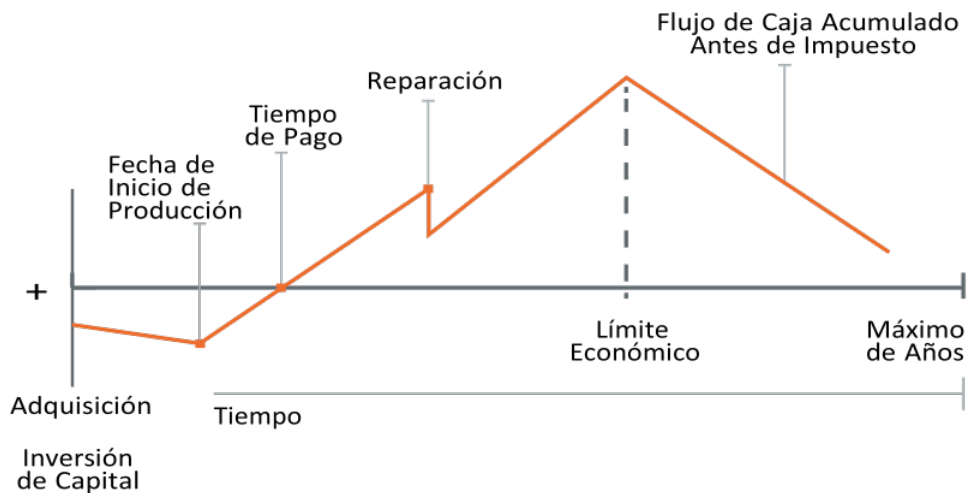 Flujo de Caja Acumulado
Antes de Impuesto
Reparación
Tiempo
de Pago
Fecha de
Inicio de
Producción
+
Límite
Económico
Máximo
de Años
Adquisición
Tiempo
Inversión
de Capital